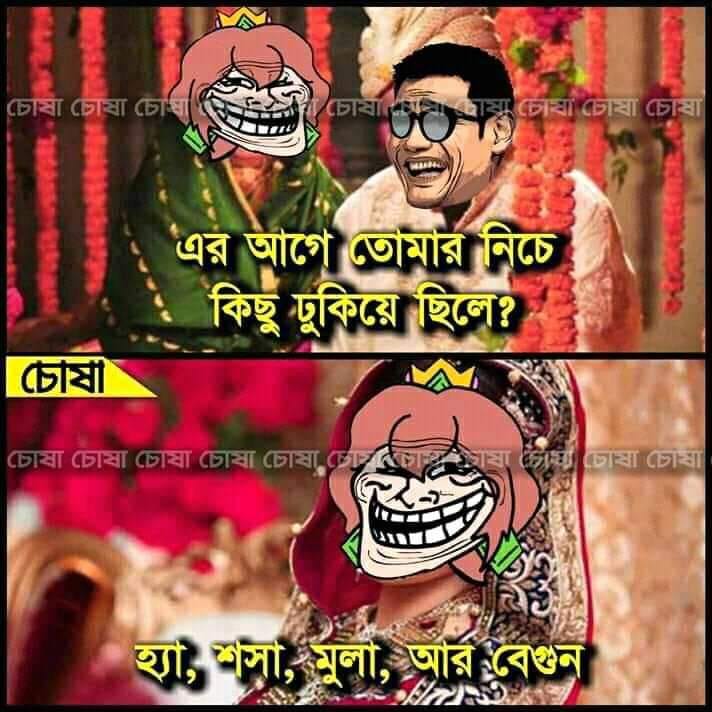 চোষা চোষা চোষা চোষা চোষা চোষা চোষা চোষা চোষা
এর আগে তোমার নিচে
কিছু ঢুকিয়ে ছিলে?
চোষা
চোষা চোষা চোষা চোষা চোষা চোষা চোষা চোষা চোষা চোষা
হ্যা, শসা, মুলা, আর বেগুন